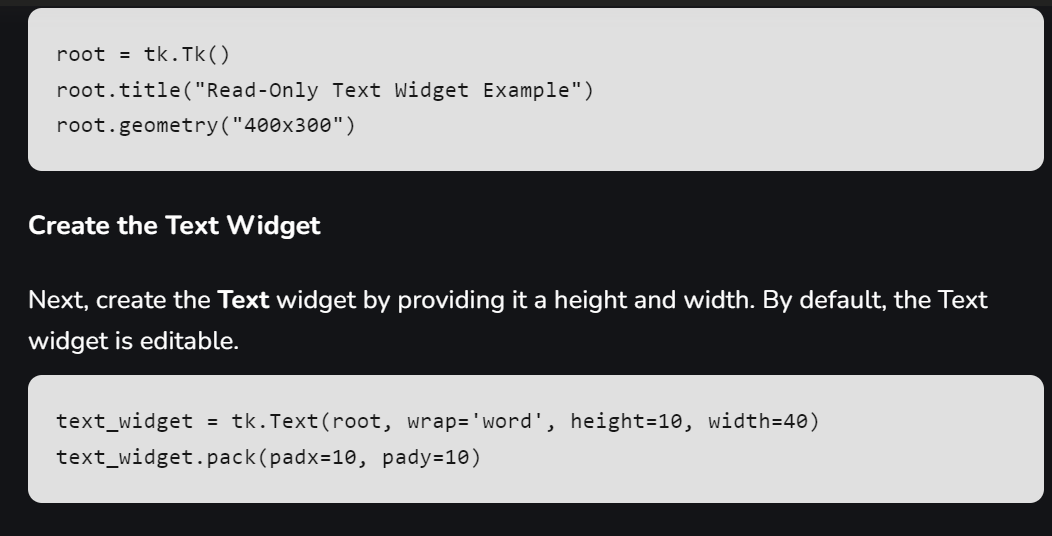 root = tk.Tk()
root.title("Read-Only Text Widget Example")
root.geometry("400x300")
Create the Text Widget
Next, create the Text widget by providing it a height and width. By default, the Text
widget is editable.
text_widget = tk.Text(root, wrap='word', height=10, width=40)
text_widget.pack(padx=10, pady=10)